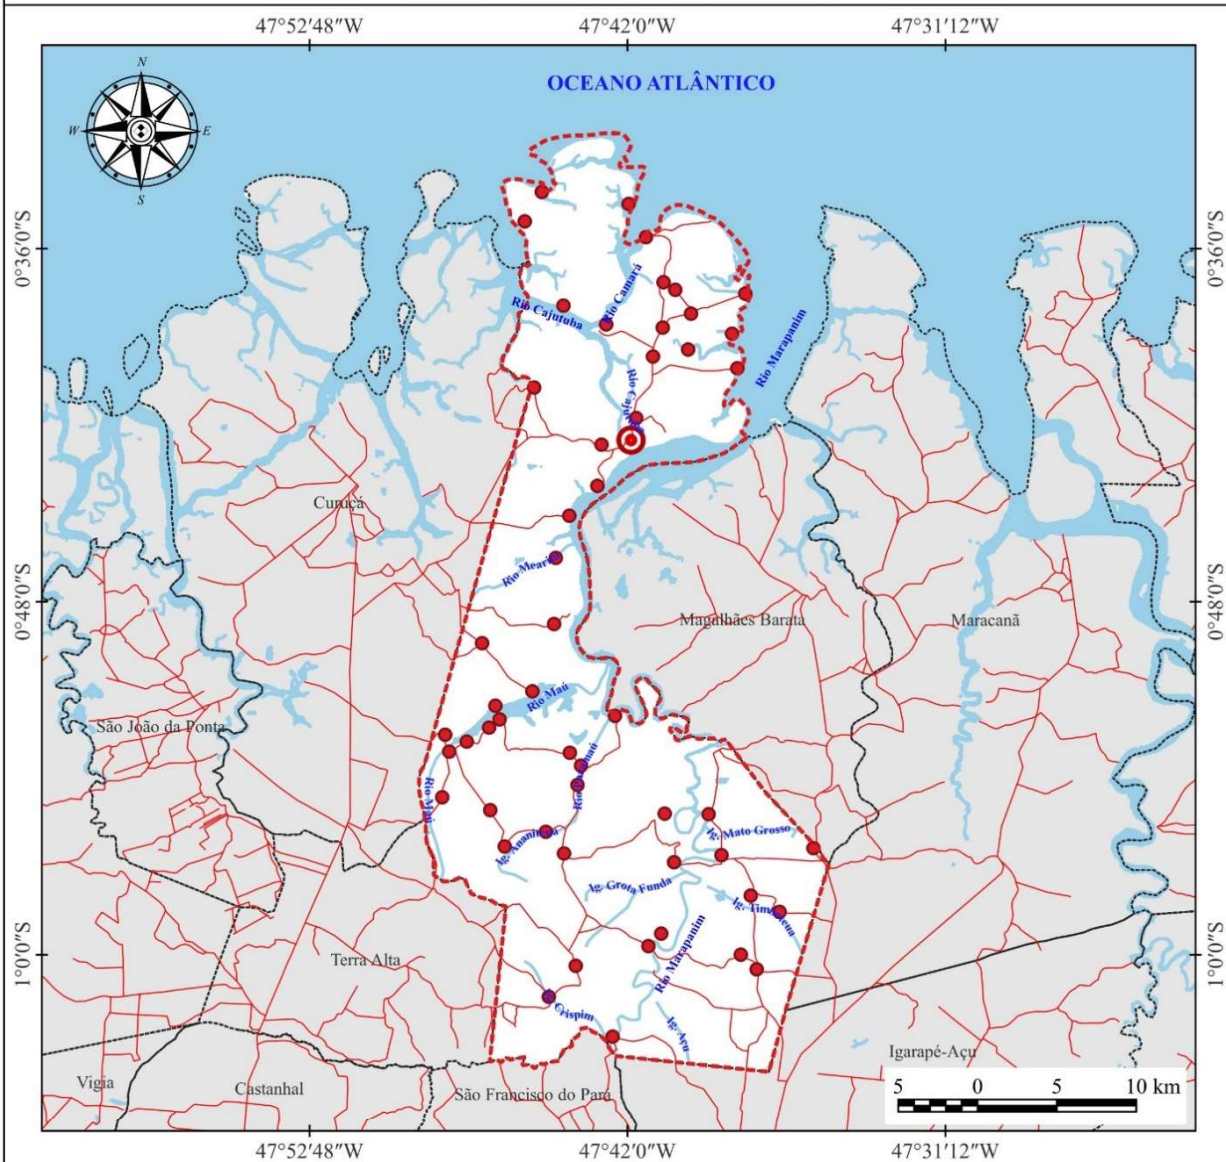 47°52'48"W
47°42'0"W
47°31'12"W
OCEANO ATLÂNTICO
N
W
E
S
0°36'0"S
0°36'0"S
Rio Camará
Rio Cajutuba
Rio Marapanim
Curuçá
Rio Mearim
0°48'0"S
0°48'0"S
Magalhães Barata
Maracanã
Rio Maú
São João da Ponta
Rio Maú
Ig. Mato Grosso
Ig. Grota Funda
Ig. Timboteua
Rio Marapanim
1°0'0"S
1°0'0"S
Terra Alta
Crispim
Ig. Açu
Igarapé-Açu
Vigia
Castanhal
São Francisco do Pará
5 0 5 10 km
47°52'48"W
47°42'0"W
47°31'12"W